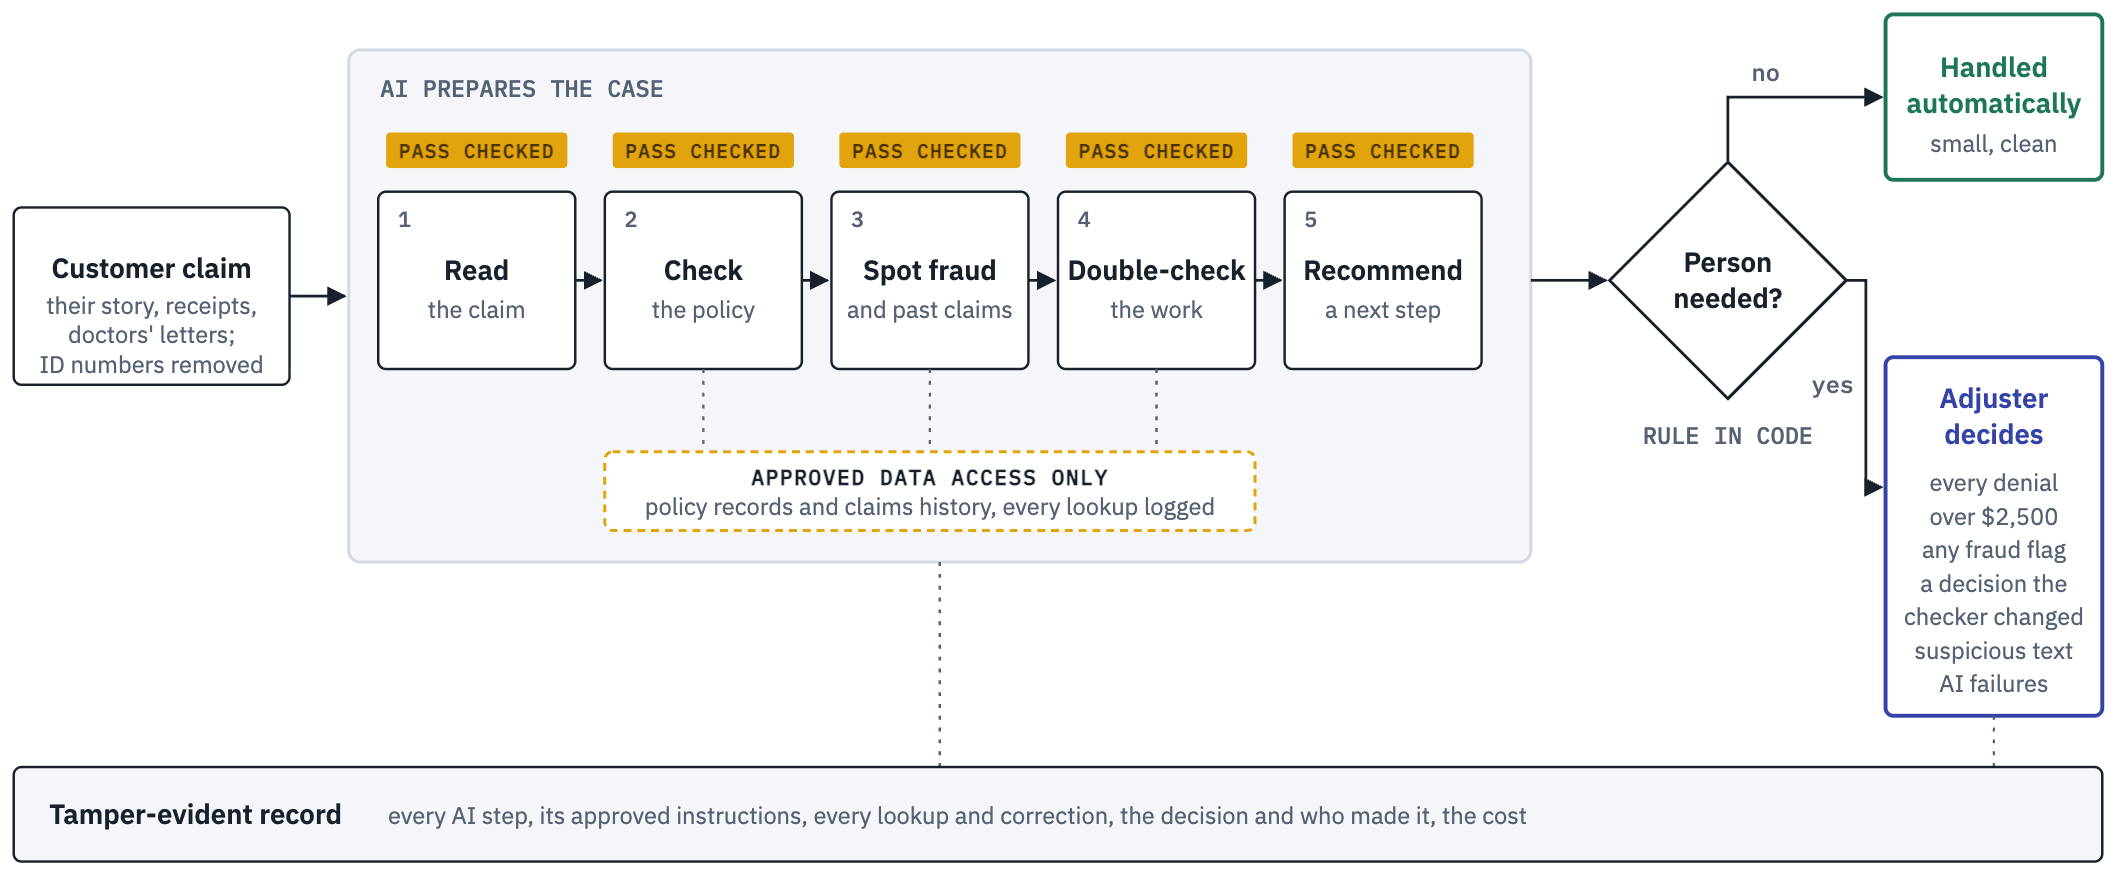 AI PREPARES THE CASE
Customer claim
their story, receipts,
doctors' letters;
ID numbers removed
PASS CHECKED
1
Read
the claim
PASS CHECKED
2
Check
the policy
PASS CHECKED
3
Spot fraud
and past claims
PASS CHECKED
4
Double-check
the work
PASS CHECKED
5
Recommend
a next step
APPROVED DATA ACCESS ONLY
policy records and claims history, every lookup logged
Person
needed?
RULE IN CODE
no
Handled
automatically
small, clean
yes
Adjuster
decides
every denial
over $2,500
any fraud flag
a decision the
checker changed
suspicious text
AI failures
Tamper-evident record
every AI step, its approved instructions, every lookup and correction, the decision and who made it, the cost